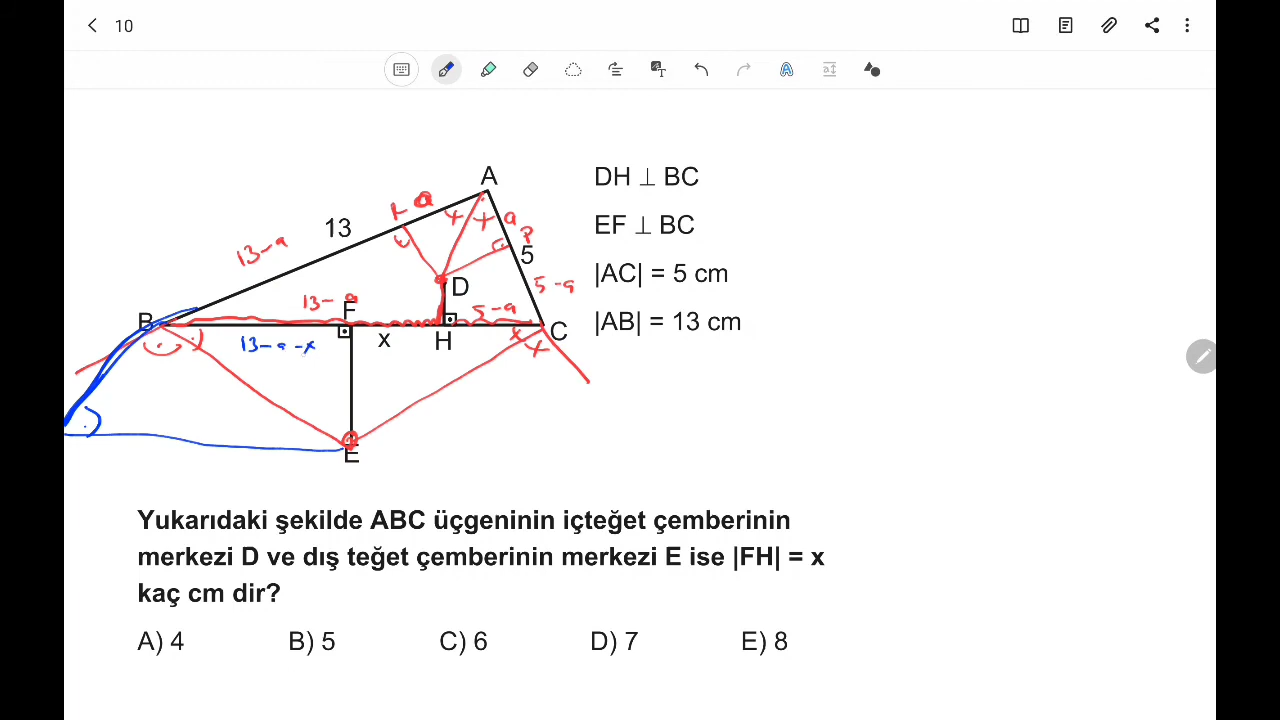 10
A
DH ⊥ BC
K a
13
x x a
EF ⊥ BC
P
5
13-a
|AC| = 5 cm
D
5-a
13-a
F
5-a
B
C
|AB| = 13 cm
13-a-x
x
H
x x
E
Yukarıdaki şekilde ABC üçgeninin içteğet çemberinin
merkezi D ve dış teğet çemberinin merkezi E ise |FH| = x
kaç cm dir?
A) 4 B) 5 C) 6 D) 7 E) 8